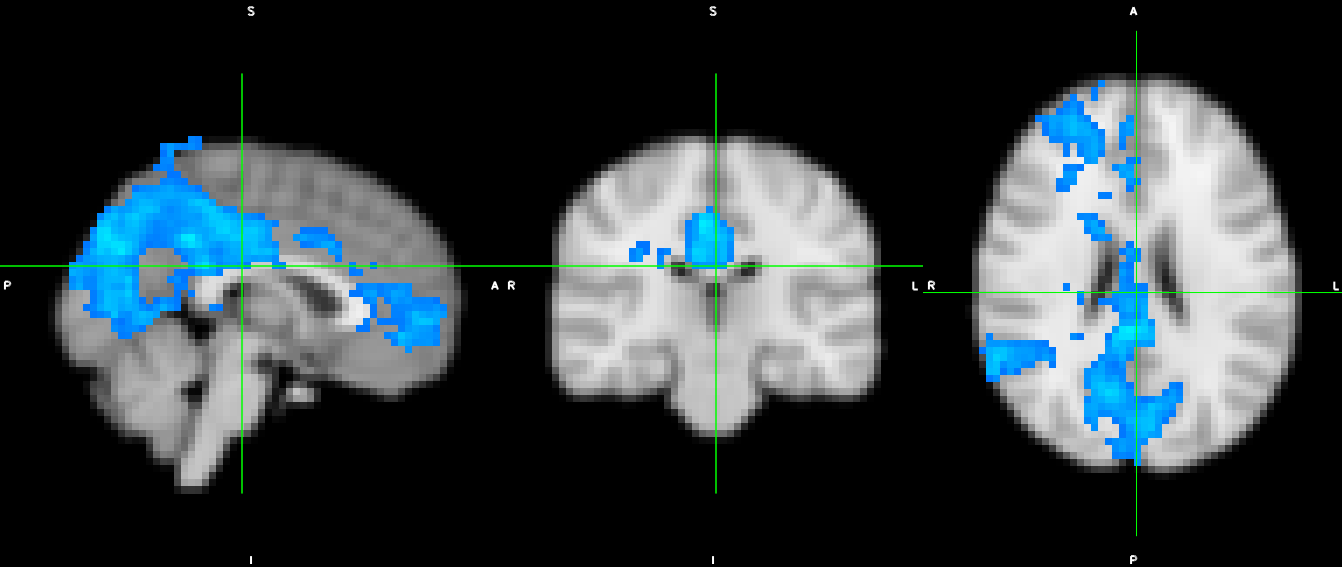 S S A
P A R L R L
I I P